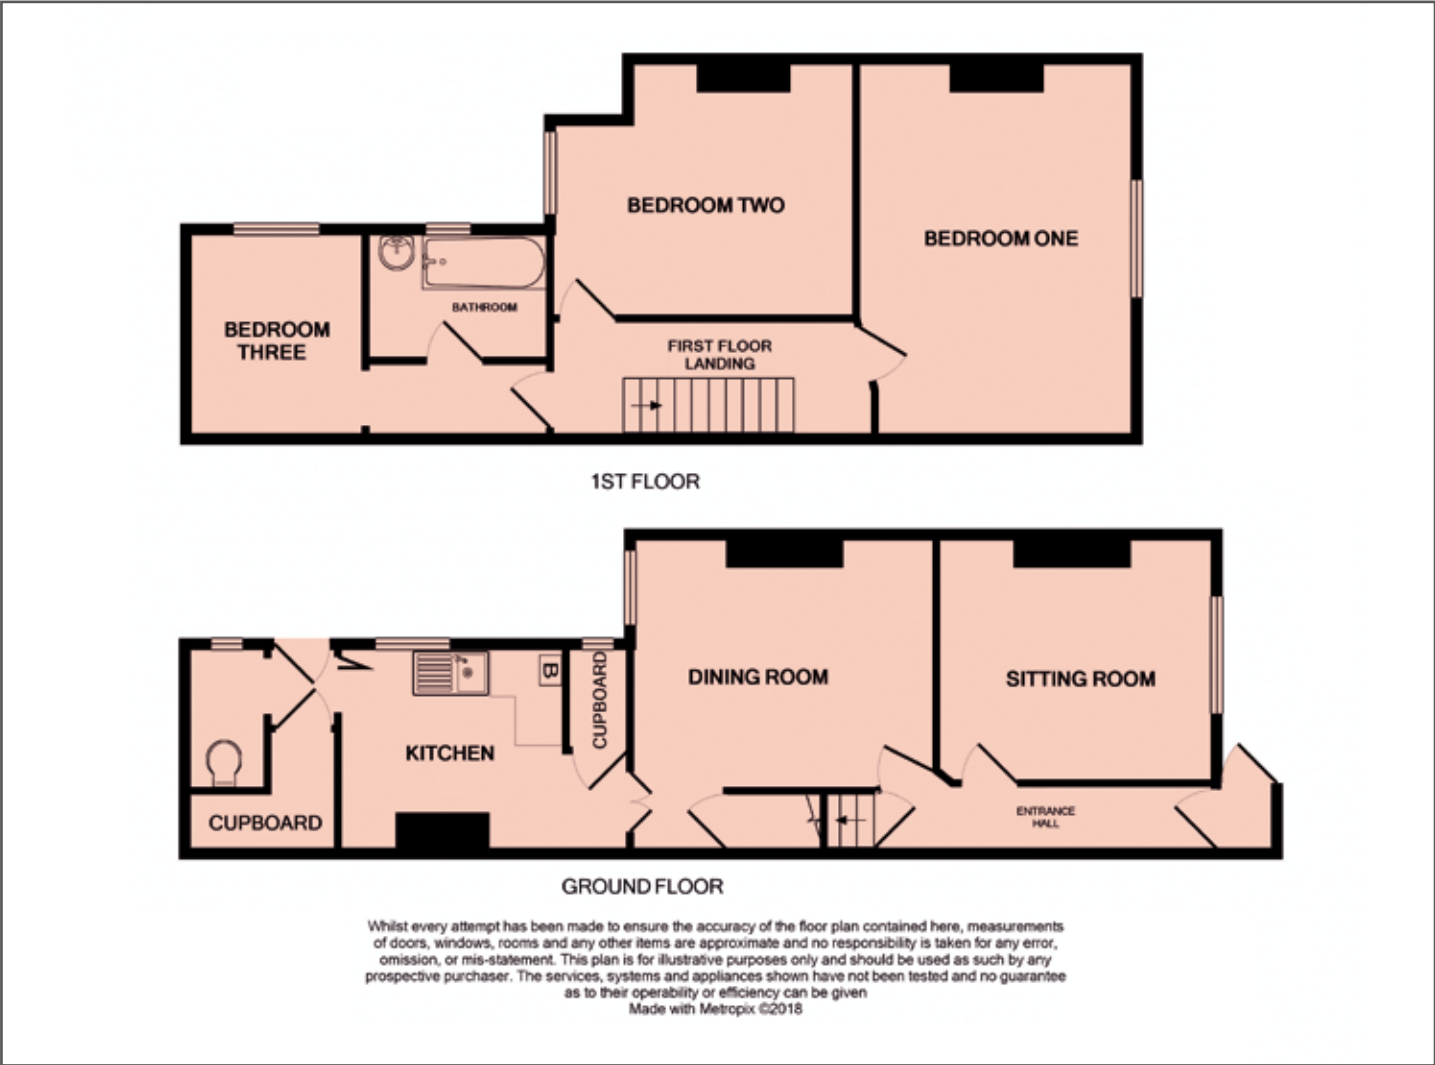 BEDROOM TWO
BEDROOM ONE
BATHROOM
BEDROOM
THREE
FIRST FLOOR
LANDING
1ST FLOOR
DINING ROOM
SITTING ROOM
B
CUPBOARD
KITCHEN
CUPBOARD
ENTRANCE
HALL
GROUND FLOOR
Whilst every attempt has been made to ensure the accuracy of the floor plan contained here, measurements
of doors, windows, rooms and any other items are approximate and no responsibility is taken for any error,
omission, or mis-statement. This plan is for illustrative purposes only and should be used as such by any
prospective purchaser. The services, systems and appliances shown have not been tested and no guarantee
as to their operability or efficiency can be given
Made with Metropix ©2018